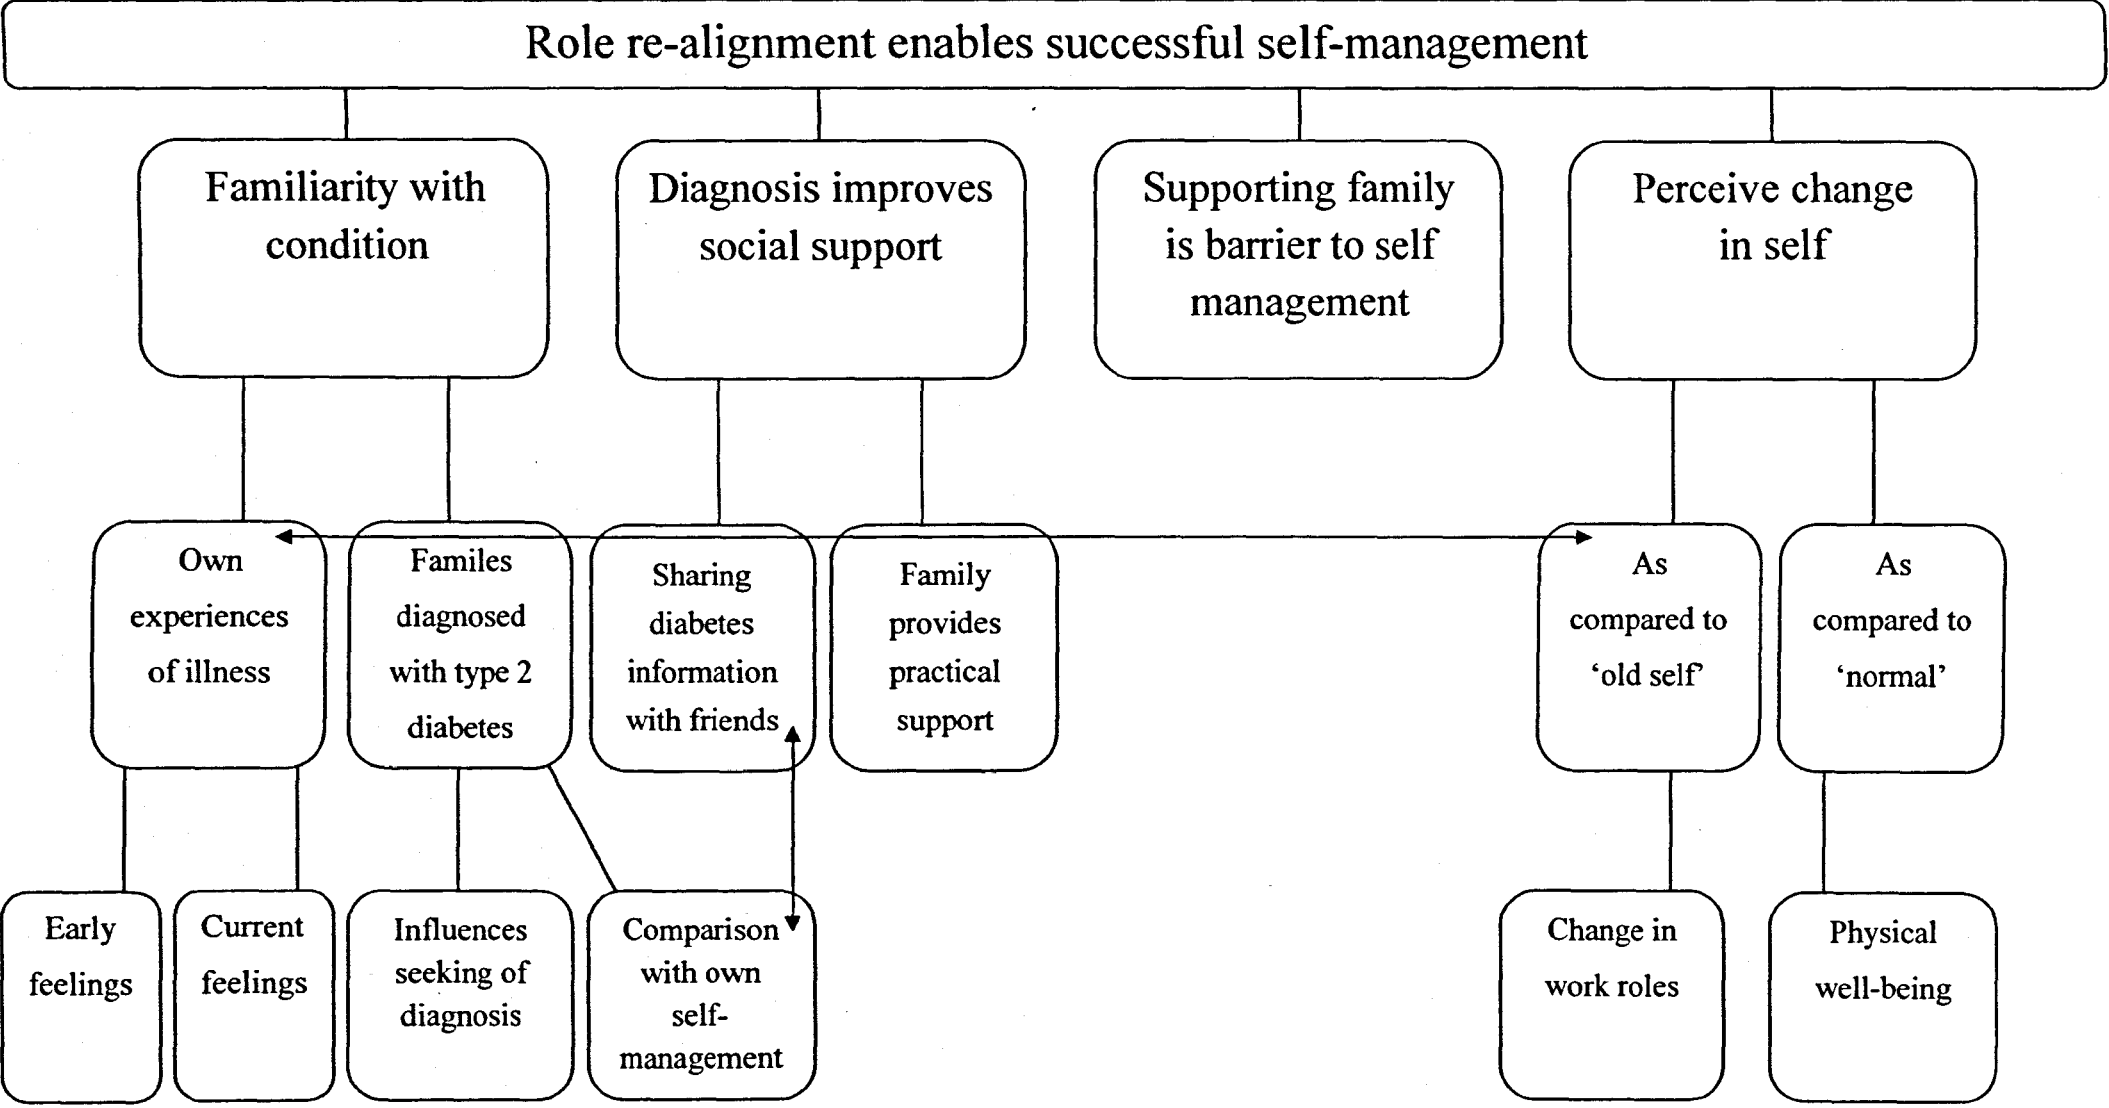 Role re-alignment enables successful self-management
Familiarity with
condition
Diagnosis improves
social support
Supporting family
is barrier to self
management
Perceive change
in self
Own
experiences
of illness
Familes
diagnosed
with type 2
diabetes
Sharing
diabetes
information
with friends
Family
provides
practical
support
As
compared to
‘old self’
As
compared to
‘normal’
Early
feelings
Current
feelings
Influences
seeking of
diagnosis
Comparison
with own
self-
management
Change in
work roles
Physical
well-being